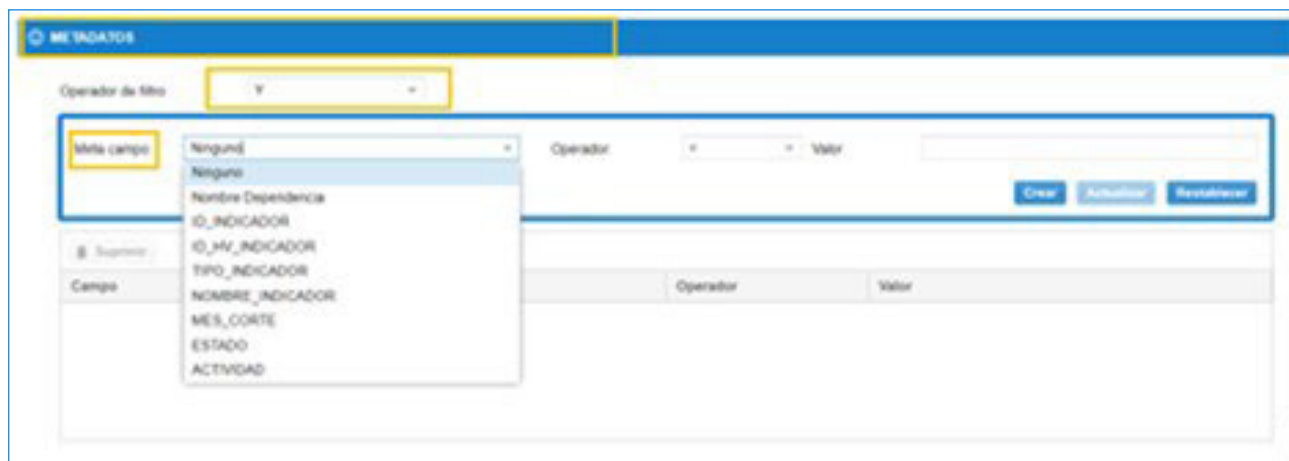 METADATOS
Operador de filtro Y
Meta campo Ninguno Operador = Valor
Ninguno
Nombre Dependencia
Crear Actualizar Restablecer
ID_INDICADOR
ID_HV_INDICADOR
Suprimir
TIPO_INDICADOR
Campo Operador Valor
NOMBRE_INDICADOR
MES_CORTE
ESTADO
ACTIVIDAD